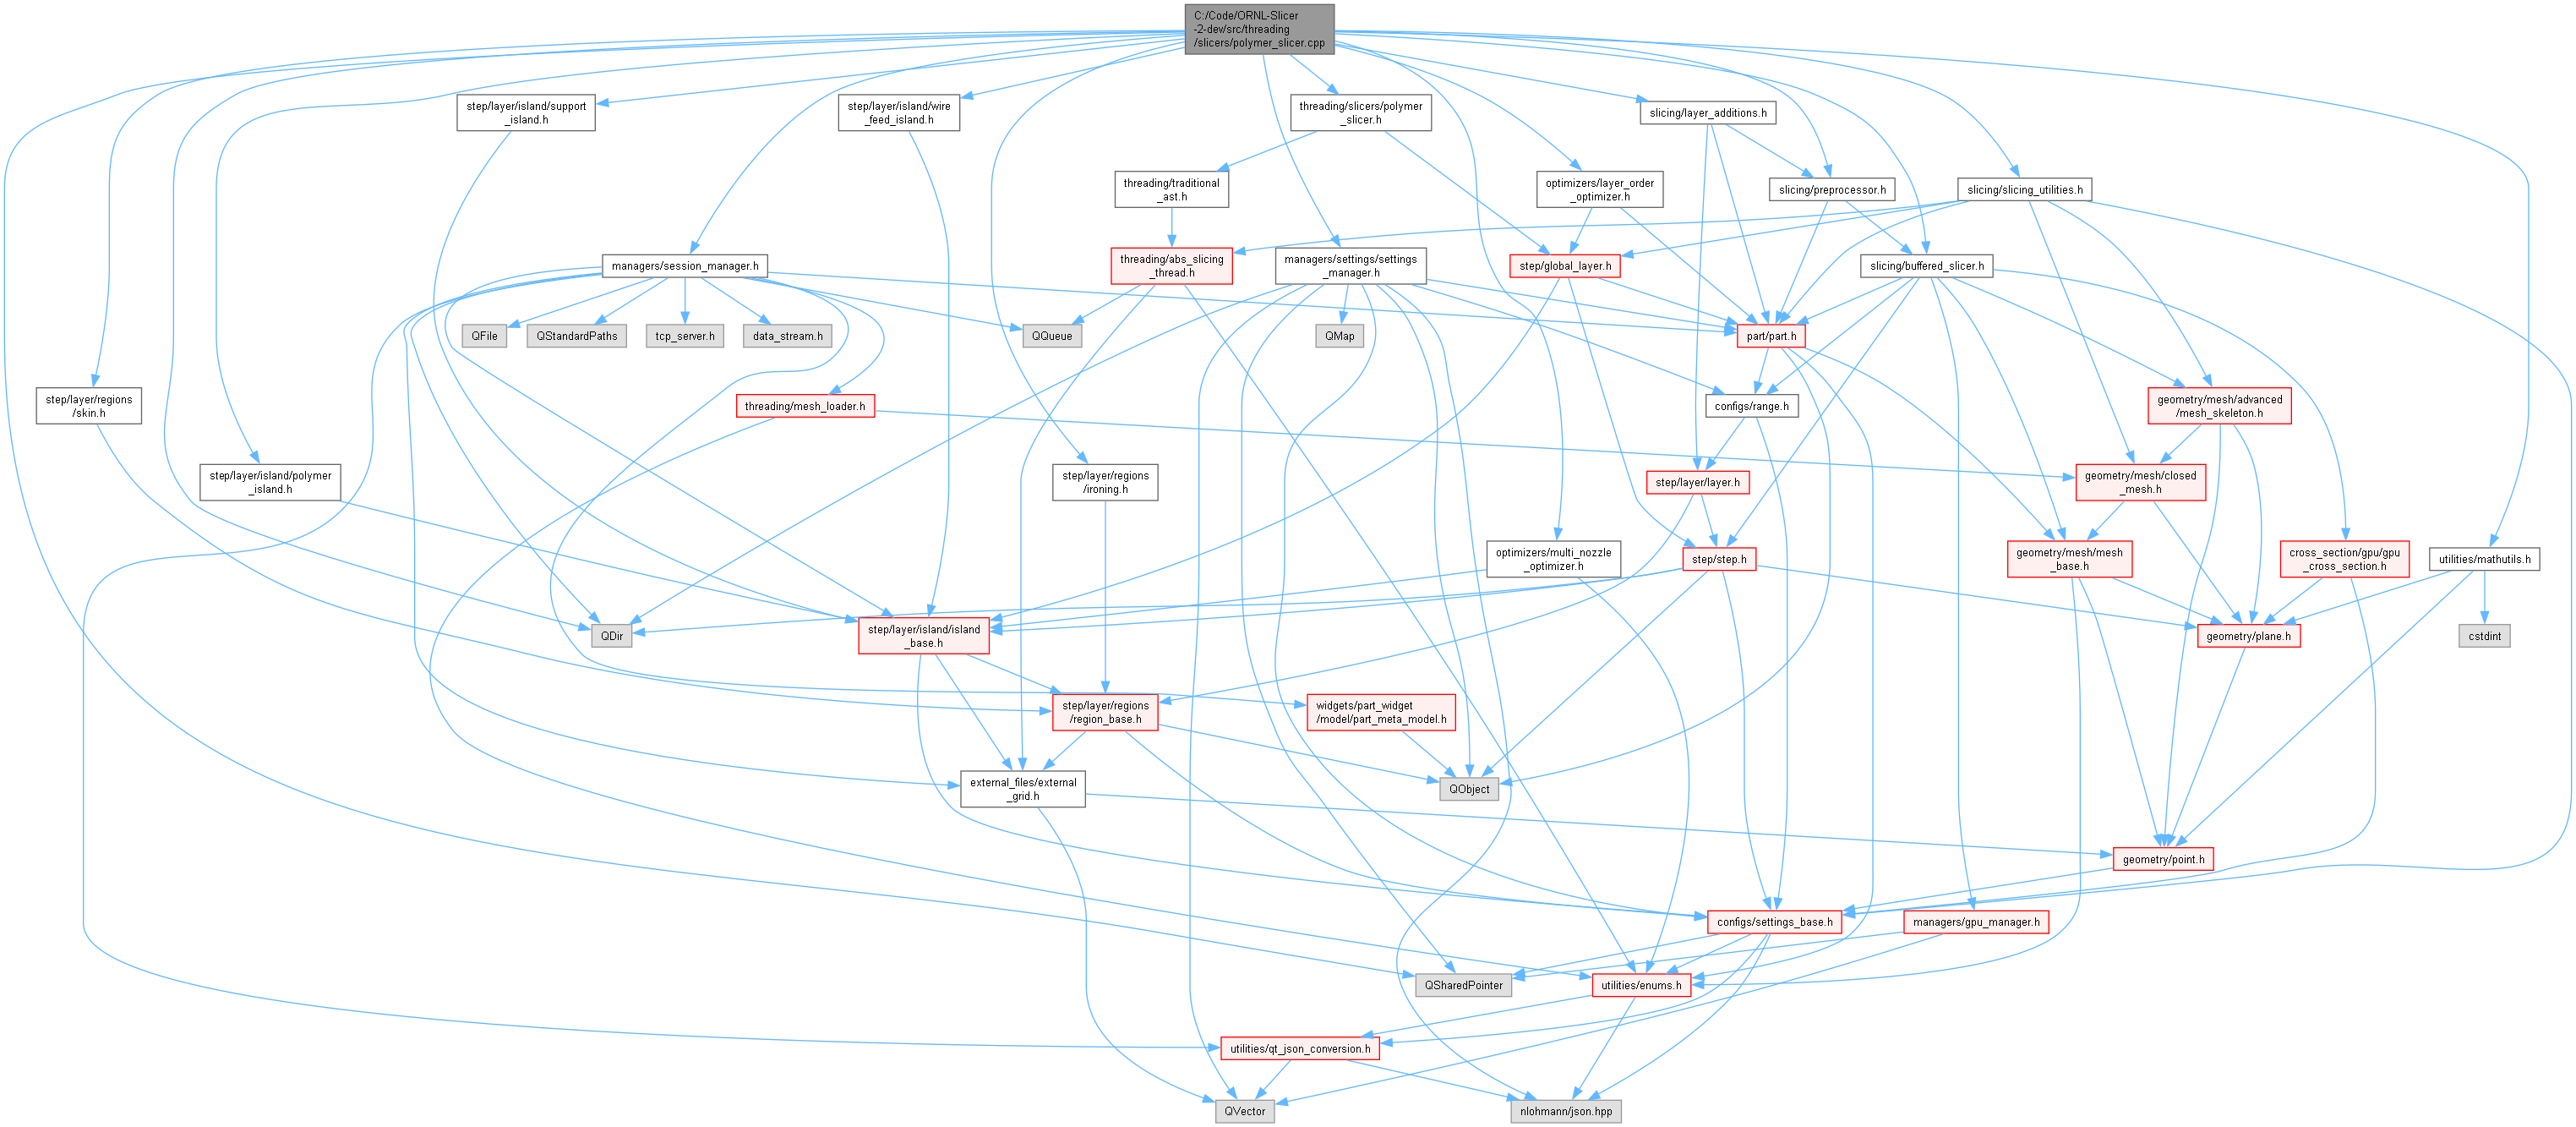 C:/Code/ORNL-Slicer
-2-dev/src/threading
/slicers/polymer_slicer.cpp
step/layer/island/support
_island.h
step/layer/island/wire
_feed_island.h
threading/slicers/polymer
_slicer.h
slicing/layer_additions.h
threading/traditional
_ast.h
optimizers/layer_order
_optimizer.h
slicing/preprocessor.h
slicing/slicing_utilities.h
managers/session_manager.h
threading/abs_slicing
_thread.h
managers/settings/settings
_manager.h
step/global_layer.h
slicing/buffered_slicer.h
QFile
QStandardPaths
tcp_server.h
data_stream.h
QQueue
QMap
part/part.h
step/layer/regions
/skin.h
threading/mesh_loader.h
configs/range.h
geometry/mesh/advanced
/mesh_skeleton.h
step/layer/island/polymer
_island.h
step/layer/regions
/ironing.h
step/layer/layer.h
geometry/mesh/closed
_mesh.h
optimizers/multi_nozzle
_optimizer.h
step/step.h
geometry/mesh/mesh
_base.h
cross_section/gpu/gpu
_cross_section.h
utilities/mathutils.h
QDir
step/layer/island/island
_base.h
geometry/plane.h
cstdint
step/layer/regions
/region_base.h
widgets/part_widget
/model/part_meta_model.h
external_files/external
_grid.h
QObject
geometry/point.h
configs/settings_base.h
managers/gpu_manager.h
QSharedPointer
utilities/enums.h
utilities/qt_json_conversion.h
QVector
nlohmann/json.hpp